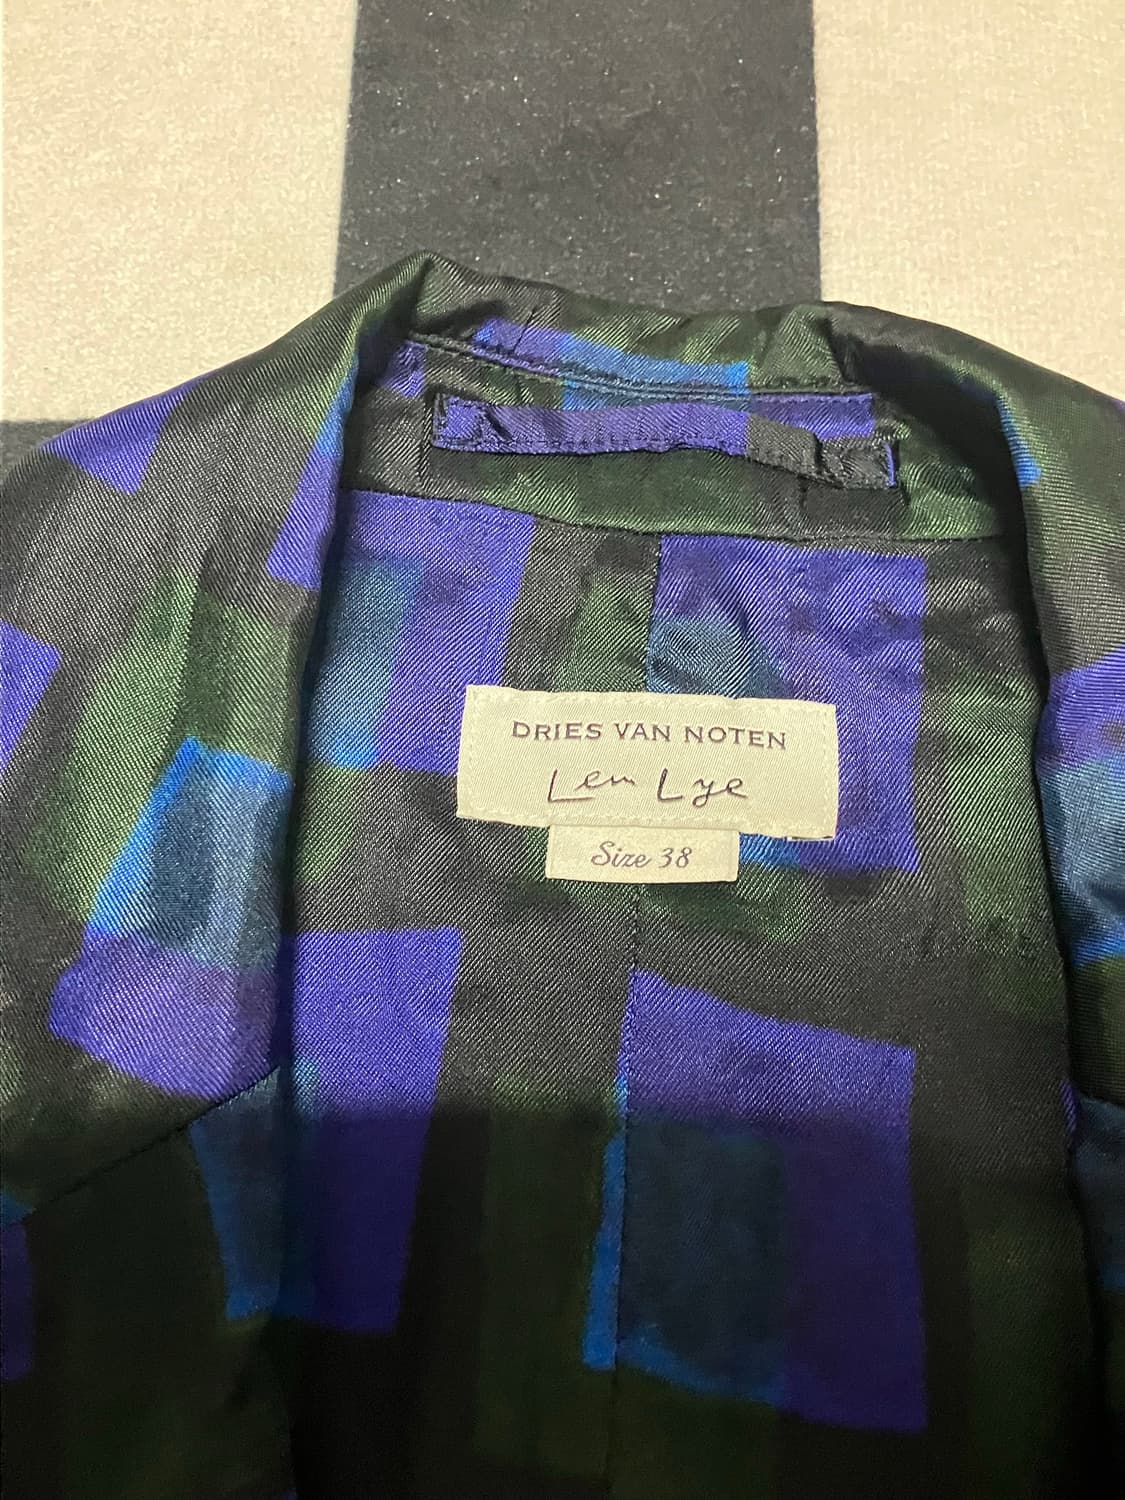 DRIES VAN NOTEN
Len Lye
Size 38